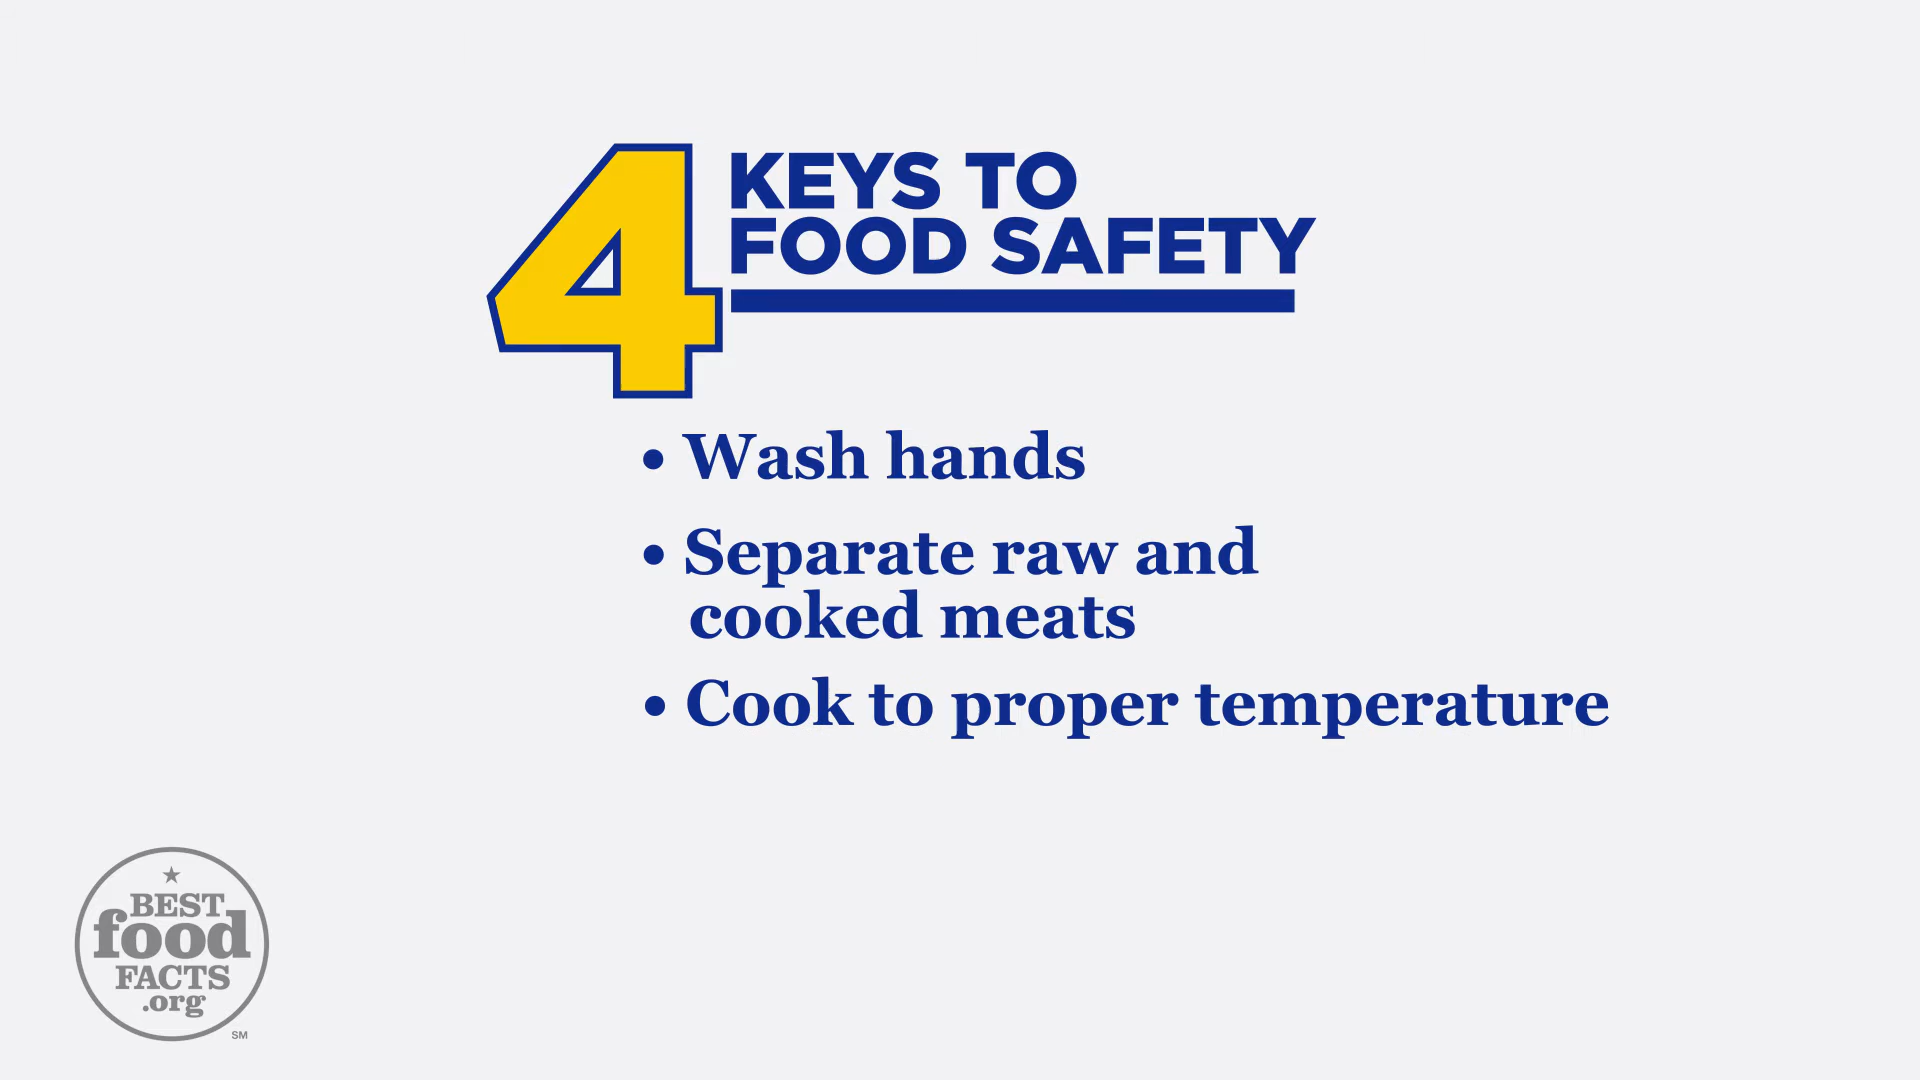 4 KEYS TO
FOOD SAFETY
• Wash hands
• Separate raw and
cooked meats
• Cook to proper temperature
BEST
food
FACTS
.org
SM